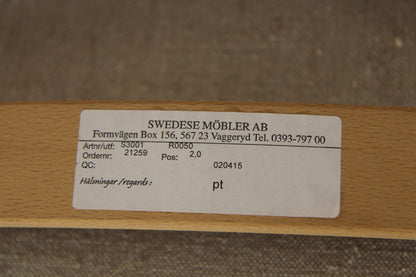 SWEDESE MÖBLER AB
Formvägen Box 156, 567 23 Vaggeryd Tel. 0393-797 00
Artnr/utf: S3001 R0050
Ordernr: 21259 Pos: 2,0
QC: 020415
Hälsningar /regards: pt